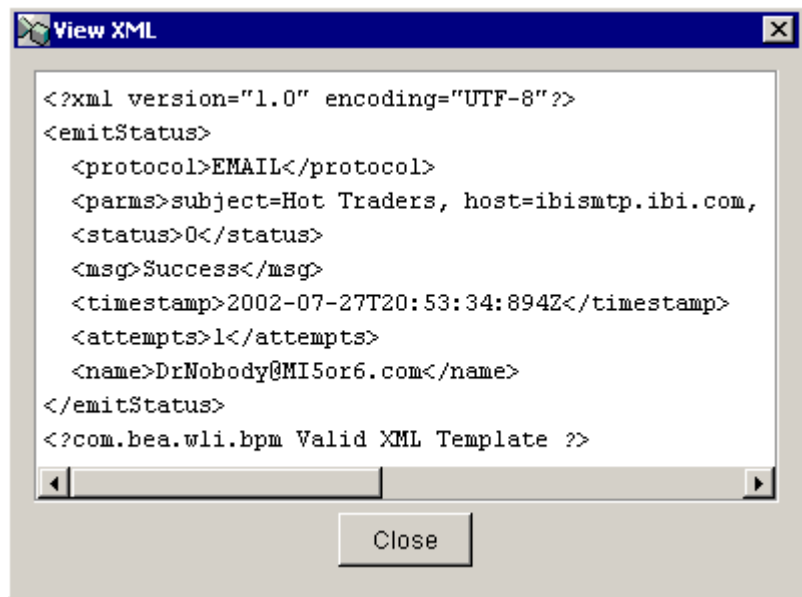 View XML
<?xml version="1.0" encoding="UTF-8"?>
<emitStatus>
<protocol>EMAIL</protocol>
<parms>subject=Hot Traders, host=ibismtp.ibi.com,
<status>0</status>
<msg>Success</msg>
<timestamp>2002-07-27T20:53:34:894Z</timestamp>
<attempts>1</attempts>
<name>DrNobody@MI5or6.com</name>
</emitStatus>
<?com.bea.wli.bpm Valid XML Template ?>
Close